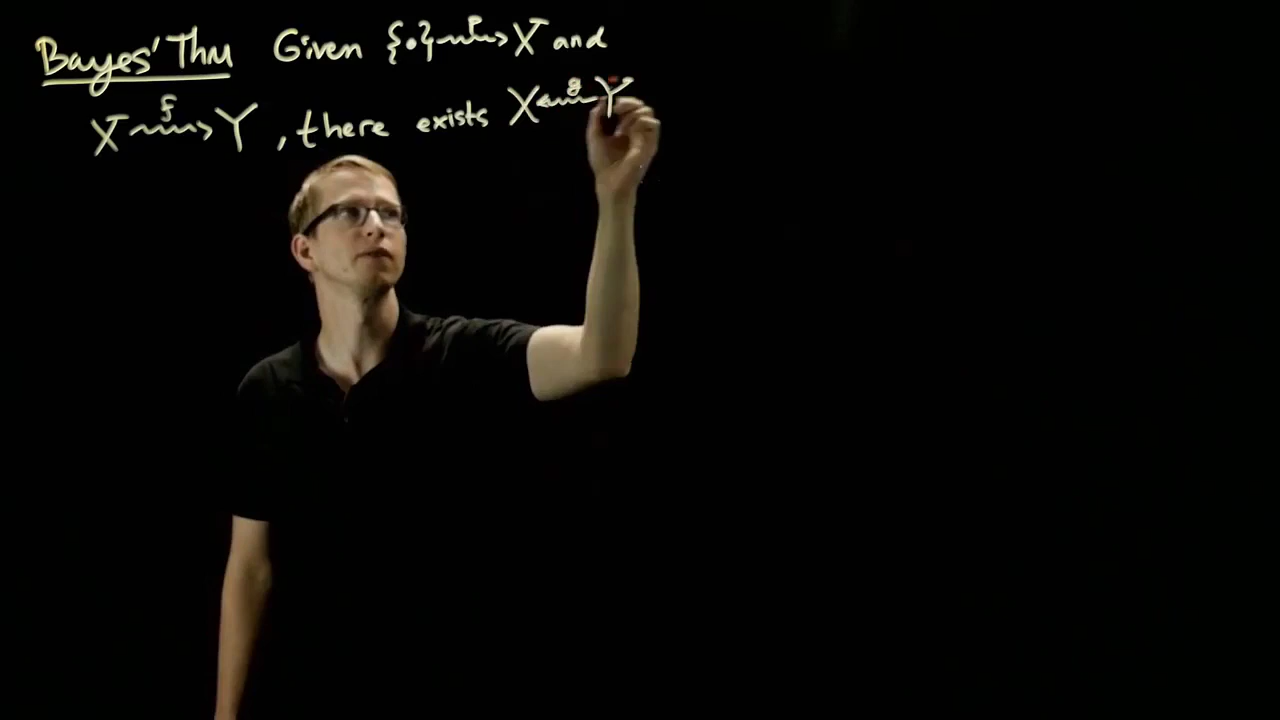 Bayes' Thm Given {•} ⇝ᵖ X and
X ⇝ᶠ Y , there exists X ⇜ᵍ Y